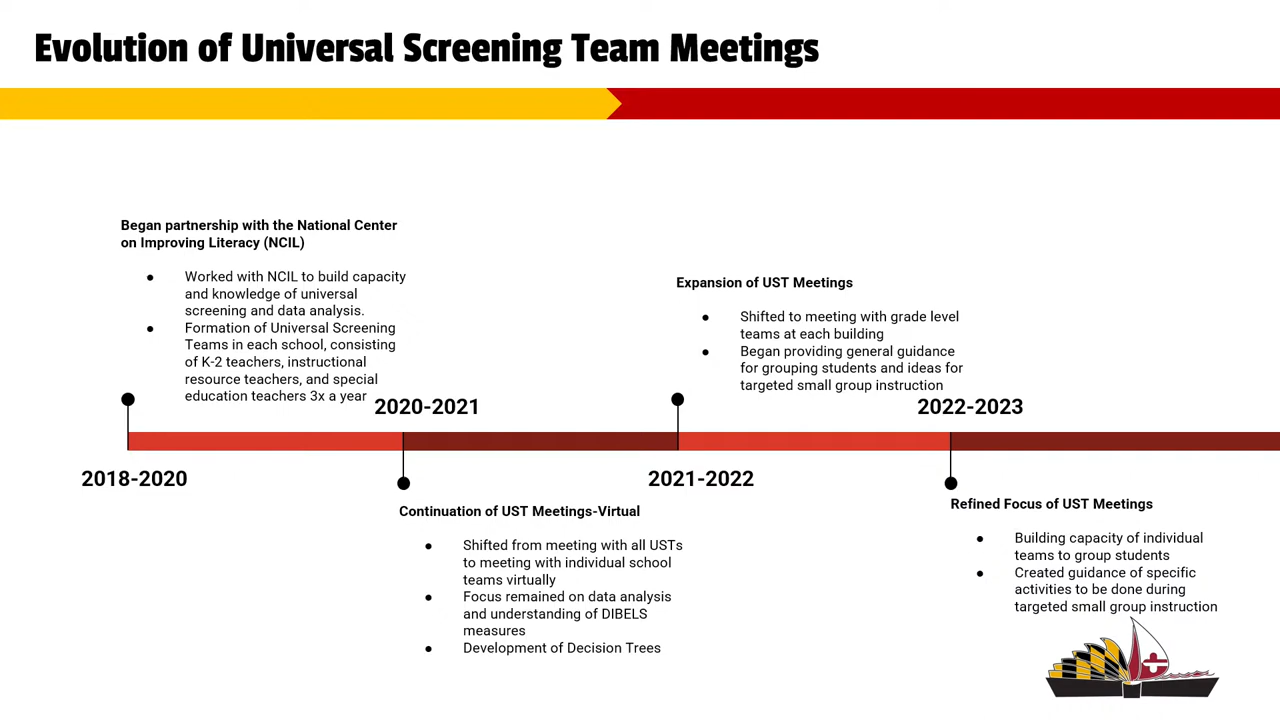 Evolution of Universal Screening Team Meetings
Began partnership with the National Center
on Improving Literacy (NCIL)
● Worked with NCIL to build capacity
and knowledge of universal
screening and data analysis.
● Formation of Universal Screening
Teams in each school, consisting
of K-2 teachers, instructional
resource teachers, and special
education teachers 3x a year
2018-2020
2020-2021
Continuation of UST Meetings-Virtual
● Shifted from meeting with all USTs
to meeting with individual school
teams virtually
● Focus remained on data analysis
and understanding of DIBELS
measures
● Development of Decision Trees
Expansion of UST Meetings
● Shifted to meeting with grade level
teams at each building
● Began providing general guidance
for grouping students and ideas for
targeted small group instruction
2021-2022
2022-2023
Refined Focus of UST Meetings
● Building capacity of individual
teams to group students
● Created guidance of specific
activities to be done during
targeted small group instruction